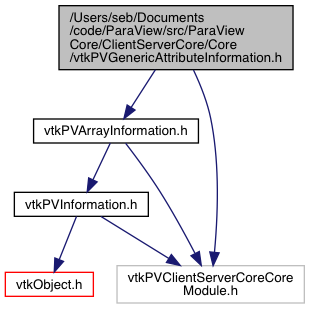 /Users/seb/Documents
/code/ParaView/src/ParaView
Core/ClientServerCore/Core
/vtkPVGenericAttributeInformation.h
vtkPVArrayInformation.h
vtkPVInformation.h
vtkObject.h
vtkPVClientServerCoreCore
Module.h